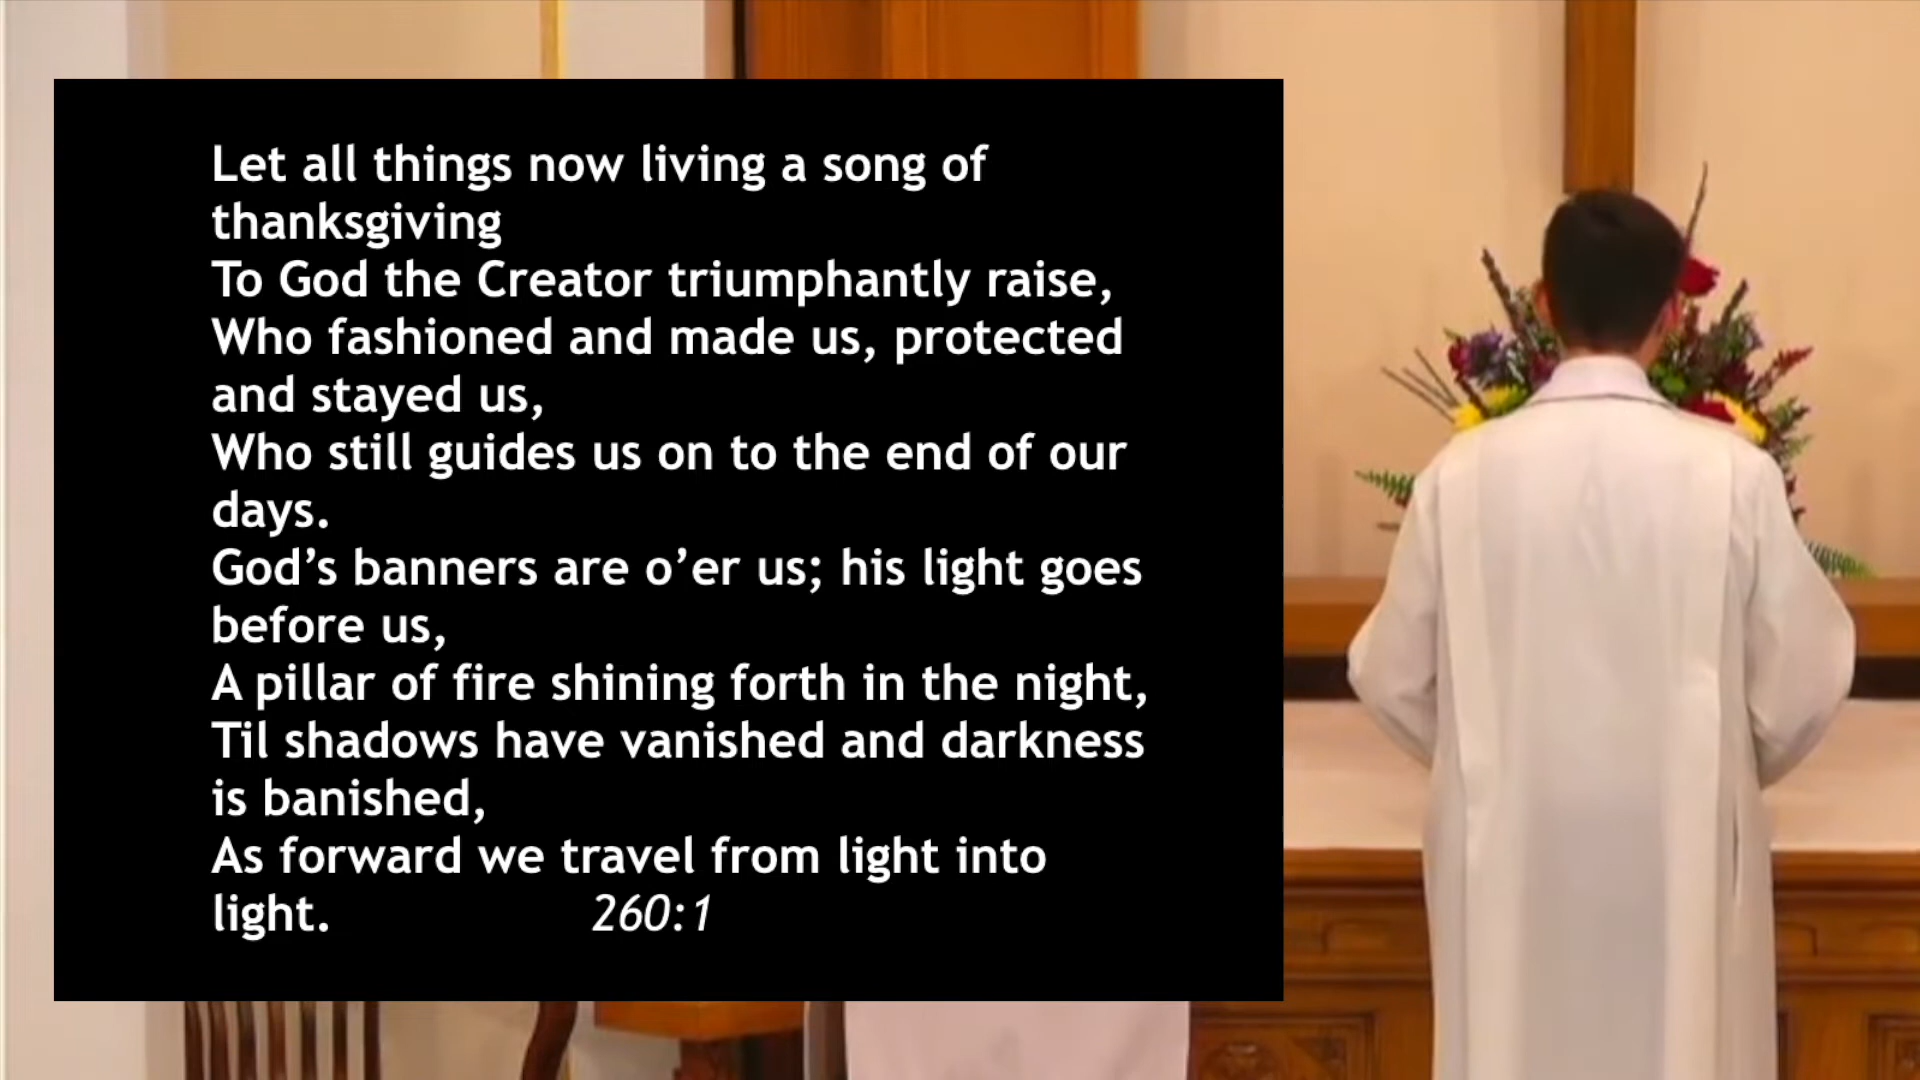 Let all things now living a song of
thanksgiving
To God the Creator triumphantly raise,
Who fashioned and made us, protected
and stayed us,
Who still guides us on to the end of our
days.
God’s banners are o’er us; his light goes
before us,
A pillar of fire shining forth in the night,
Til shadows have vanished and darkness
is banished,
As forward we travel from light into
light. 260:1